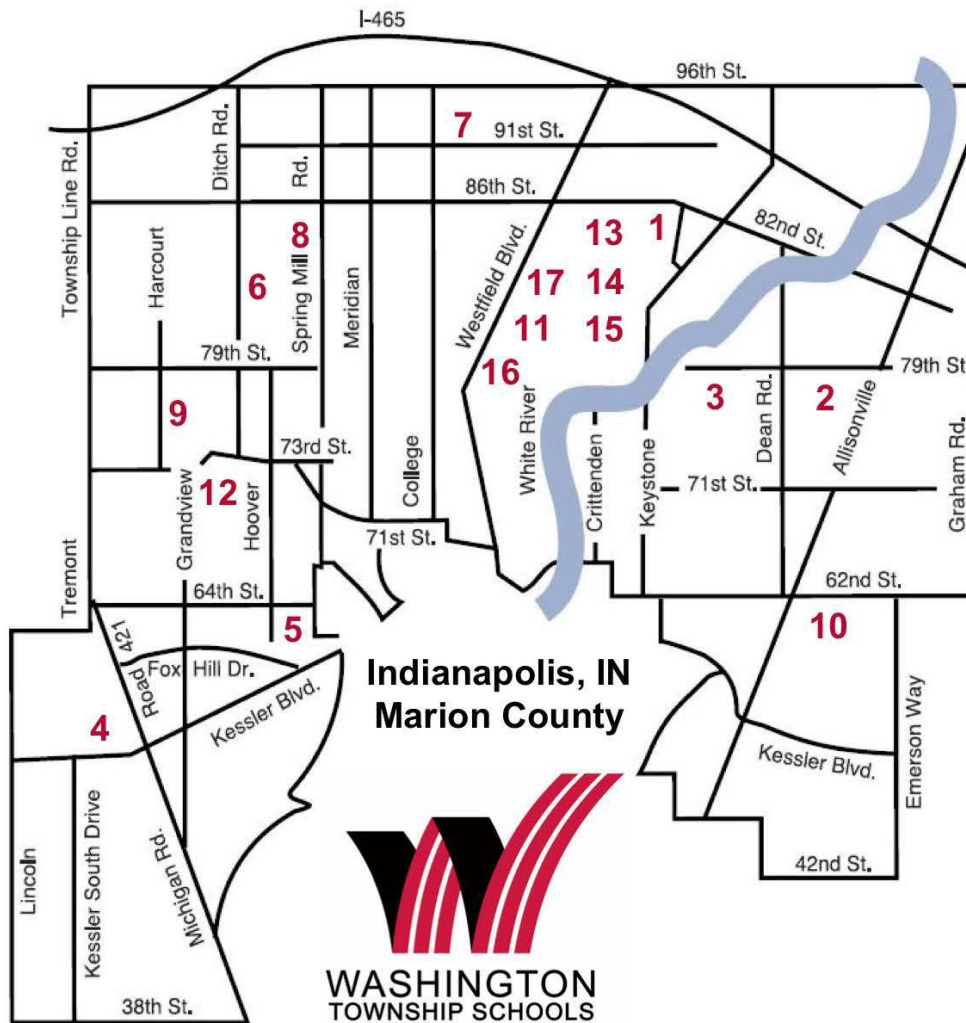 I-465
96th St.
7
91st St.
Ditch Rd.
Spring Mill Rd.
Township Line Rd.
86th St.
82nd St.
8
13
1
Harcourt
6
Meridian
Westfield Blvd.
17
14
11
15
79th St.
79th St.
16
3
2
9
Dean Rd.
Allisonville
73rd St.
College
White River
Crittenden
Keystone
71st St.
Graham Rd.
12
Grandview
Hoover
71st St.
Tremont
64th St.
62nd St.
5
10
421
Fox Hill Dr.
Road
Kessler Blvd.
4
Indianapolis, IN
Marion County
Kessler Blvd.
Emerson Way
Lincoln
Kessler South Drive
Michigan Rd.
42nd St.
38th St.
WASHINGTON
TOWNSHIP SCHOOLS